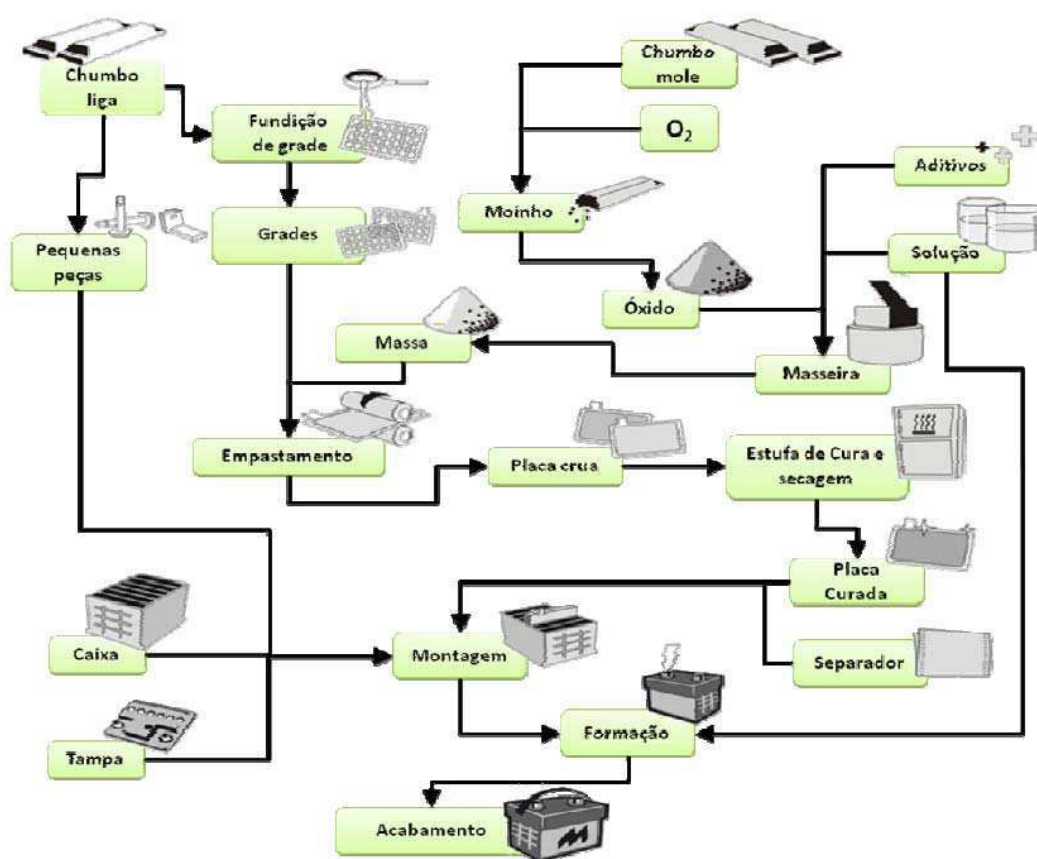 Chumbo
liga
Chumbo
mole
Fundição
de grade
O₂
Aditivos
Moinho
Grades
Pequenas
peças
Solução
Óxido
Massa
Masseira
Empastamento
Placa crua
Estufa de Cura e
secagem
Placa
Curada
Caixa
Montagem
Separador
Formação
Tampa
Acabamento